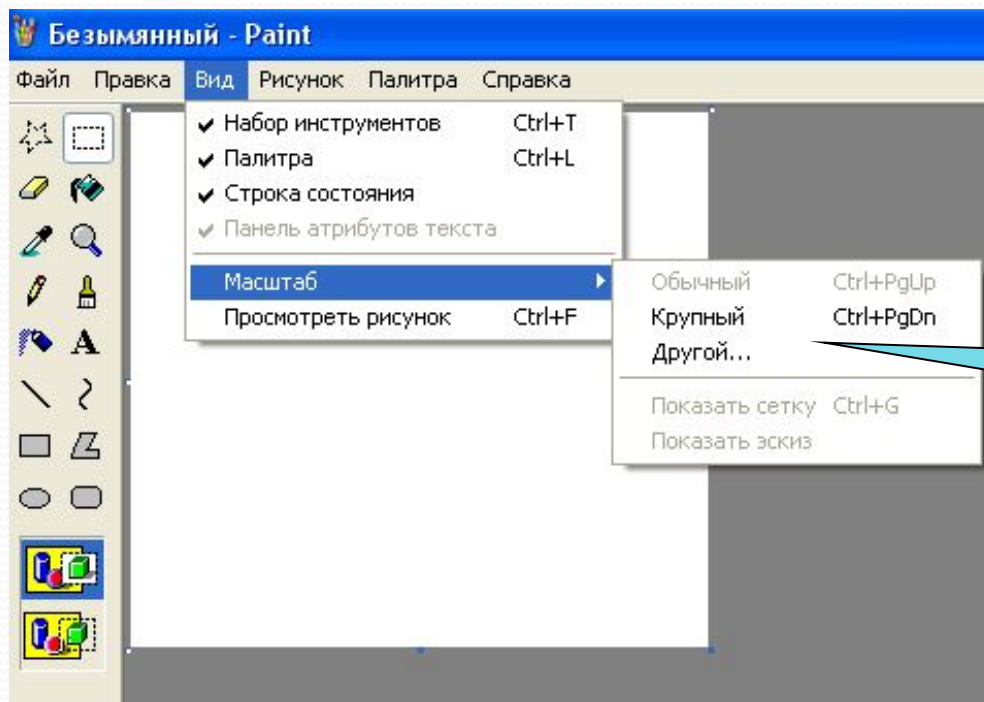 Безымянный - Paint
Файл Правка Вид Рисунок Палитра Справка
Набор инструментов Ctrl+T
Палитра Ctrl+L
Строка состояния
Панель атрибутов текста
Масштаб
Просмотреть рисунок Ctrl+F
Обычный Ctrl+PgUp
Крупный Ctrl+PgDn
Другой...
Показать сетку Ctrl+G
Показать эскиз
A